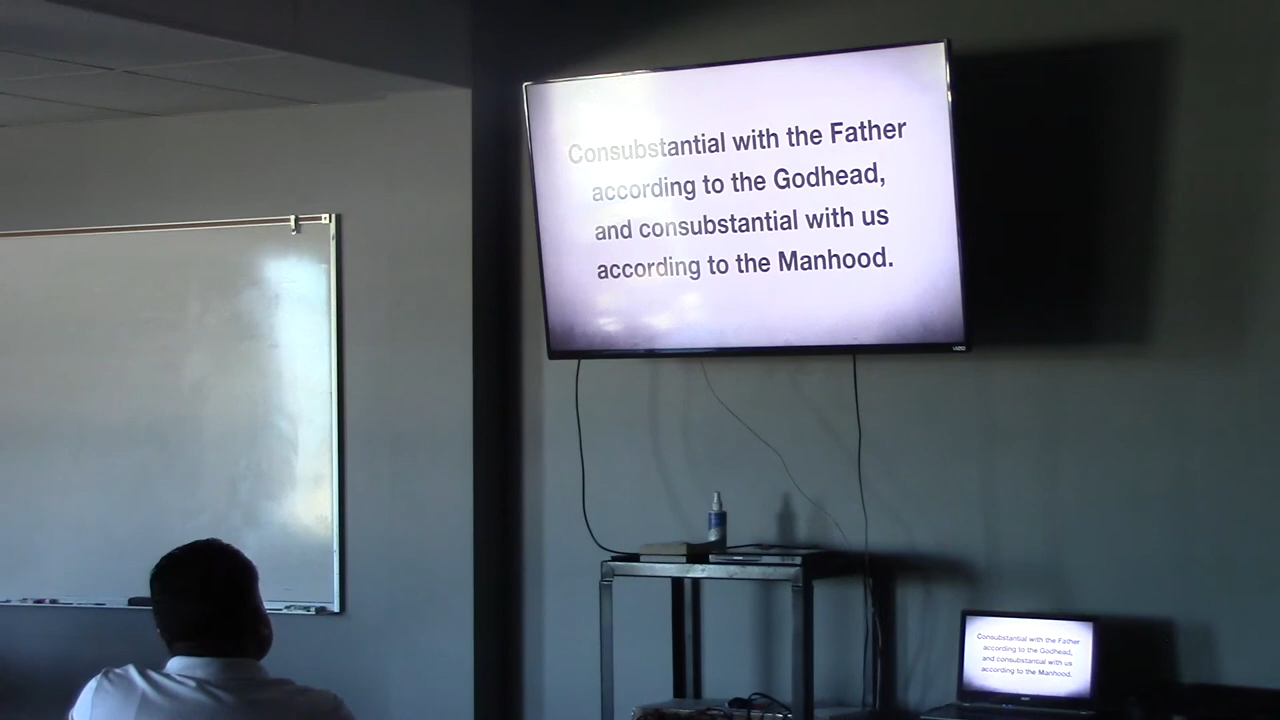 Consubstantial with the Father
according to the Godhead,
and consubstantial with us
according to the Manhood.
VIZIO
Consubstantial with the Father
according to the Godhead,
and consubstantial with us
according to the Manhood.